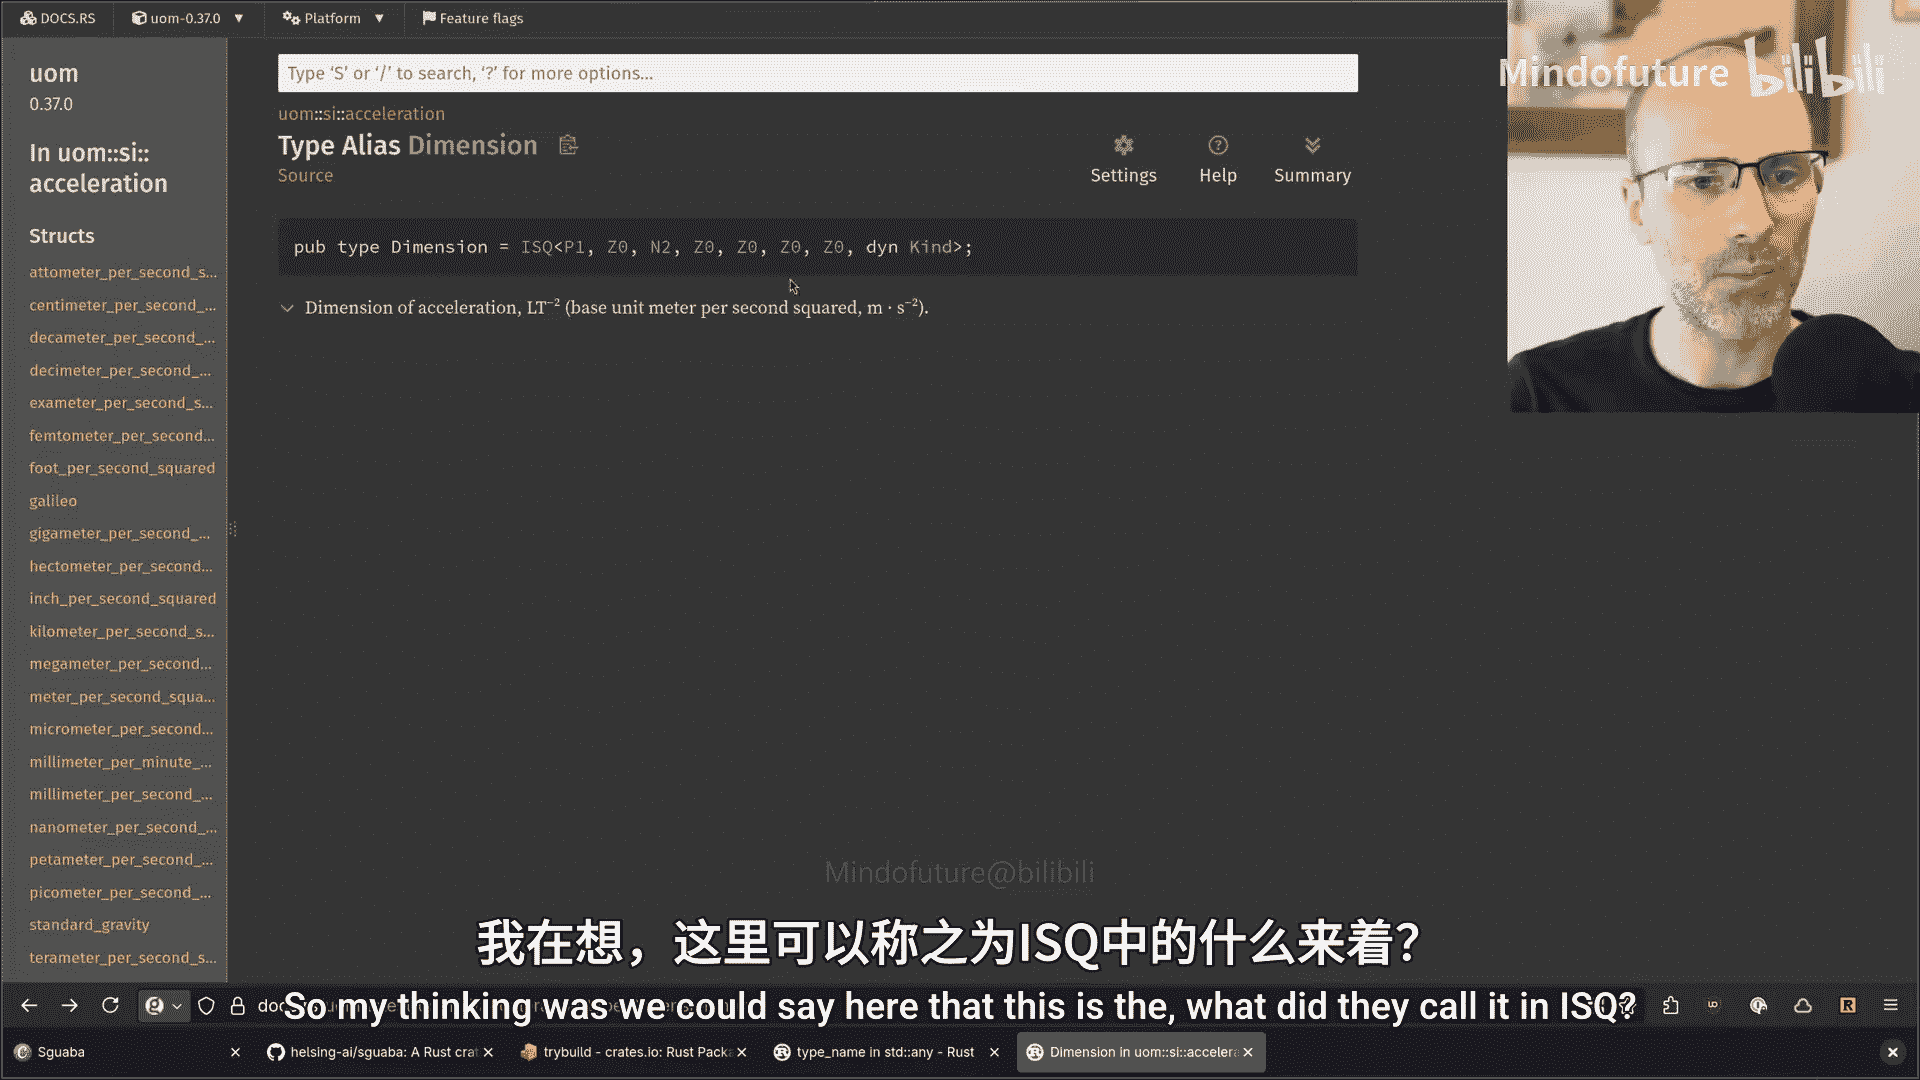 DOCS.RS
uom-0.37.0
Platform
Feature flags
uom
0.37.0
In uom::si::
acceleration
Structs
attometer_per_second_s...
centimeter_per_second_...
decameter_per_second_...
decimeter_per_second_...
exameter_per_second_s...
femtometer_per_second...
foot_per_second_squared
galileo
gigameter_per_second_...
hectometer_per_second...
inch_per_second_squared
kilometer_per_second_s...
megameter_per_second...
meter_per_second_squa...
micrometer_per_second...
millimeter_per_minute_...
millimeter_per_second_...
nanometer_per_second_...
petameter_per_second_...
picometer_per_second_...
standard_gravity
terameter_per_second_s...
Type ‘S’ or ‘/’ to search, ‘?’ for more options...
uom::si::acceleration
Type Alias Dimension
Source
Settings
Help
Summary
pub type Dimension = ISQ<P1, Z0, N2, Z0, Z0, Z0, Z0, dyn Kind>;
Dimension of acceleration, LT⁻² (base unit meter per second squared, m · s⁻²).
Mindofuture bilibili
Mindofuture@bilibili
我在想，这里可以称之为ISQ中的什么来着？
So my thinking was we could say here that this is the, what did they call it in ISQ?
Sguaba
helsing-ai/sguaba: A Rust crat
trybuild - crates.io: Rust Packa
type_name in std::any - Rust
Dimension in uom::si::acceler